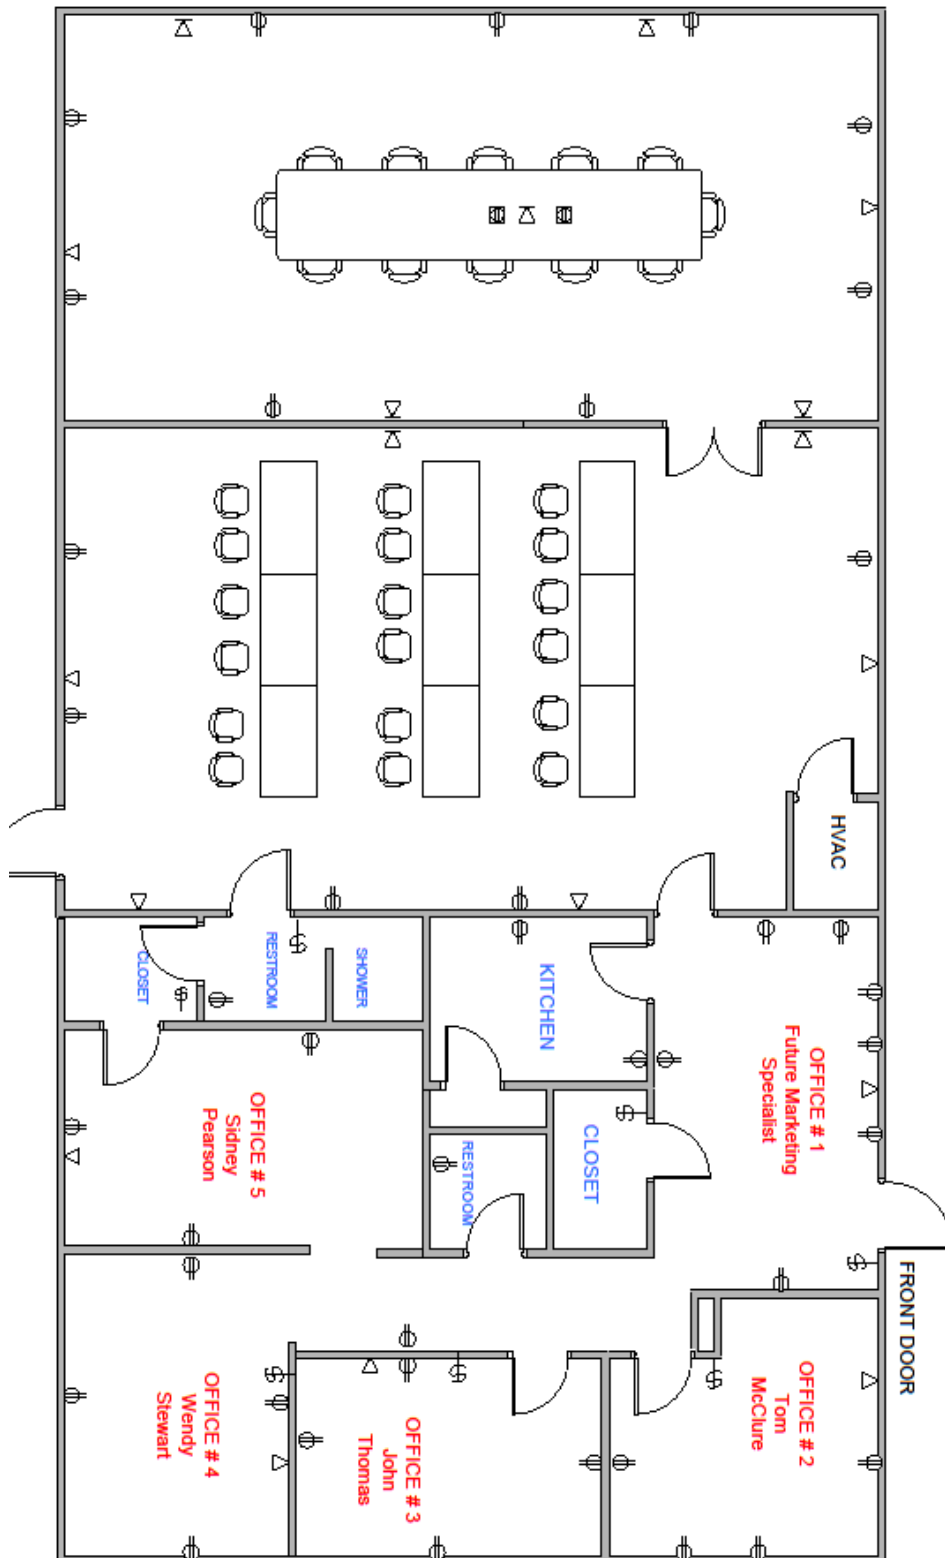 HVAC
CLOSET
RESTROOM
SHOWER
KITCHEN
OFFICE # 1
Future Marketing
Specialist
OFFICE # 5
Sidney
Pearson
RESTROOM
CLOSET
FRONT DOOR
OFFICE # 4
Wendy
Stewart
OFFICE # 3
John
Thomas
OFFICE # 2
Tom
McClure